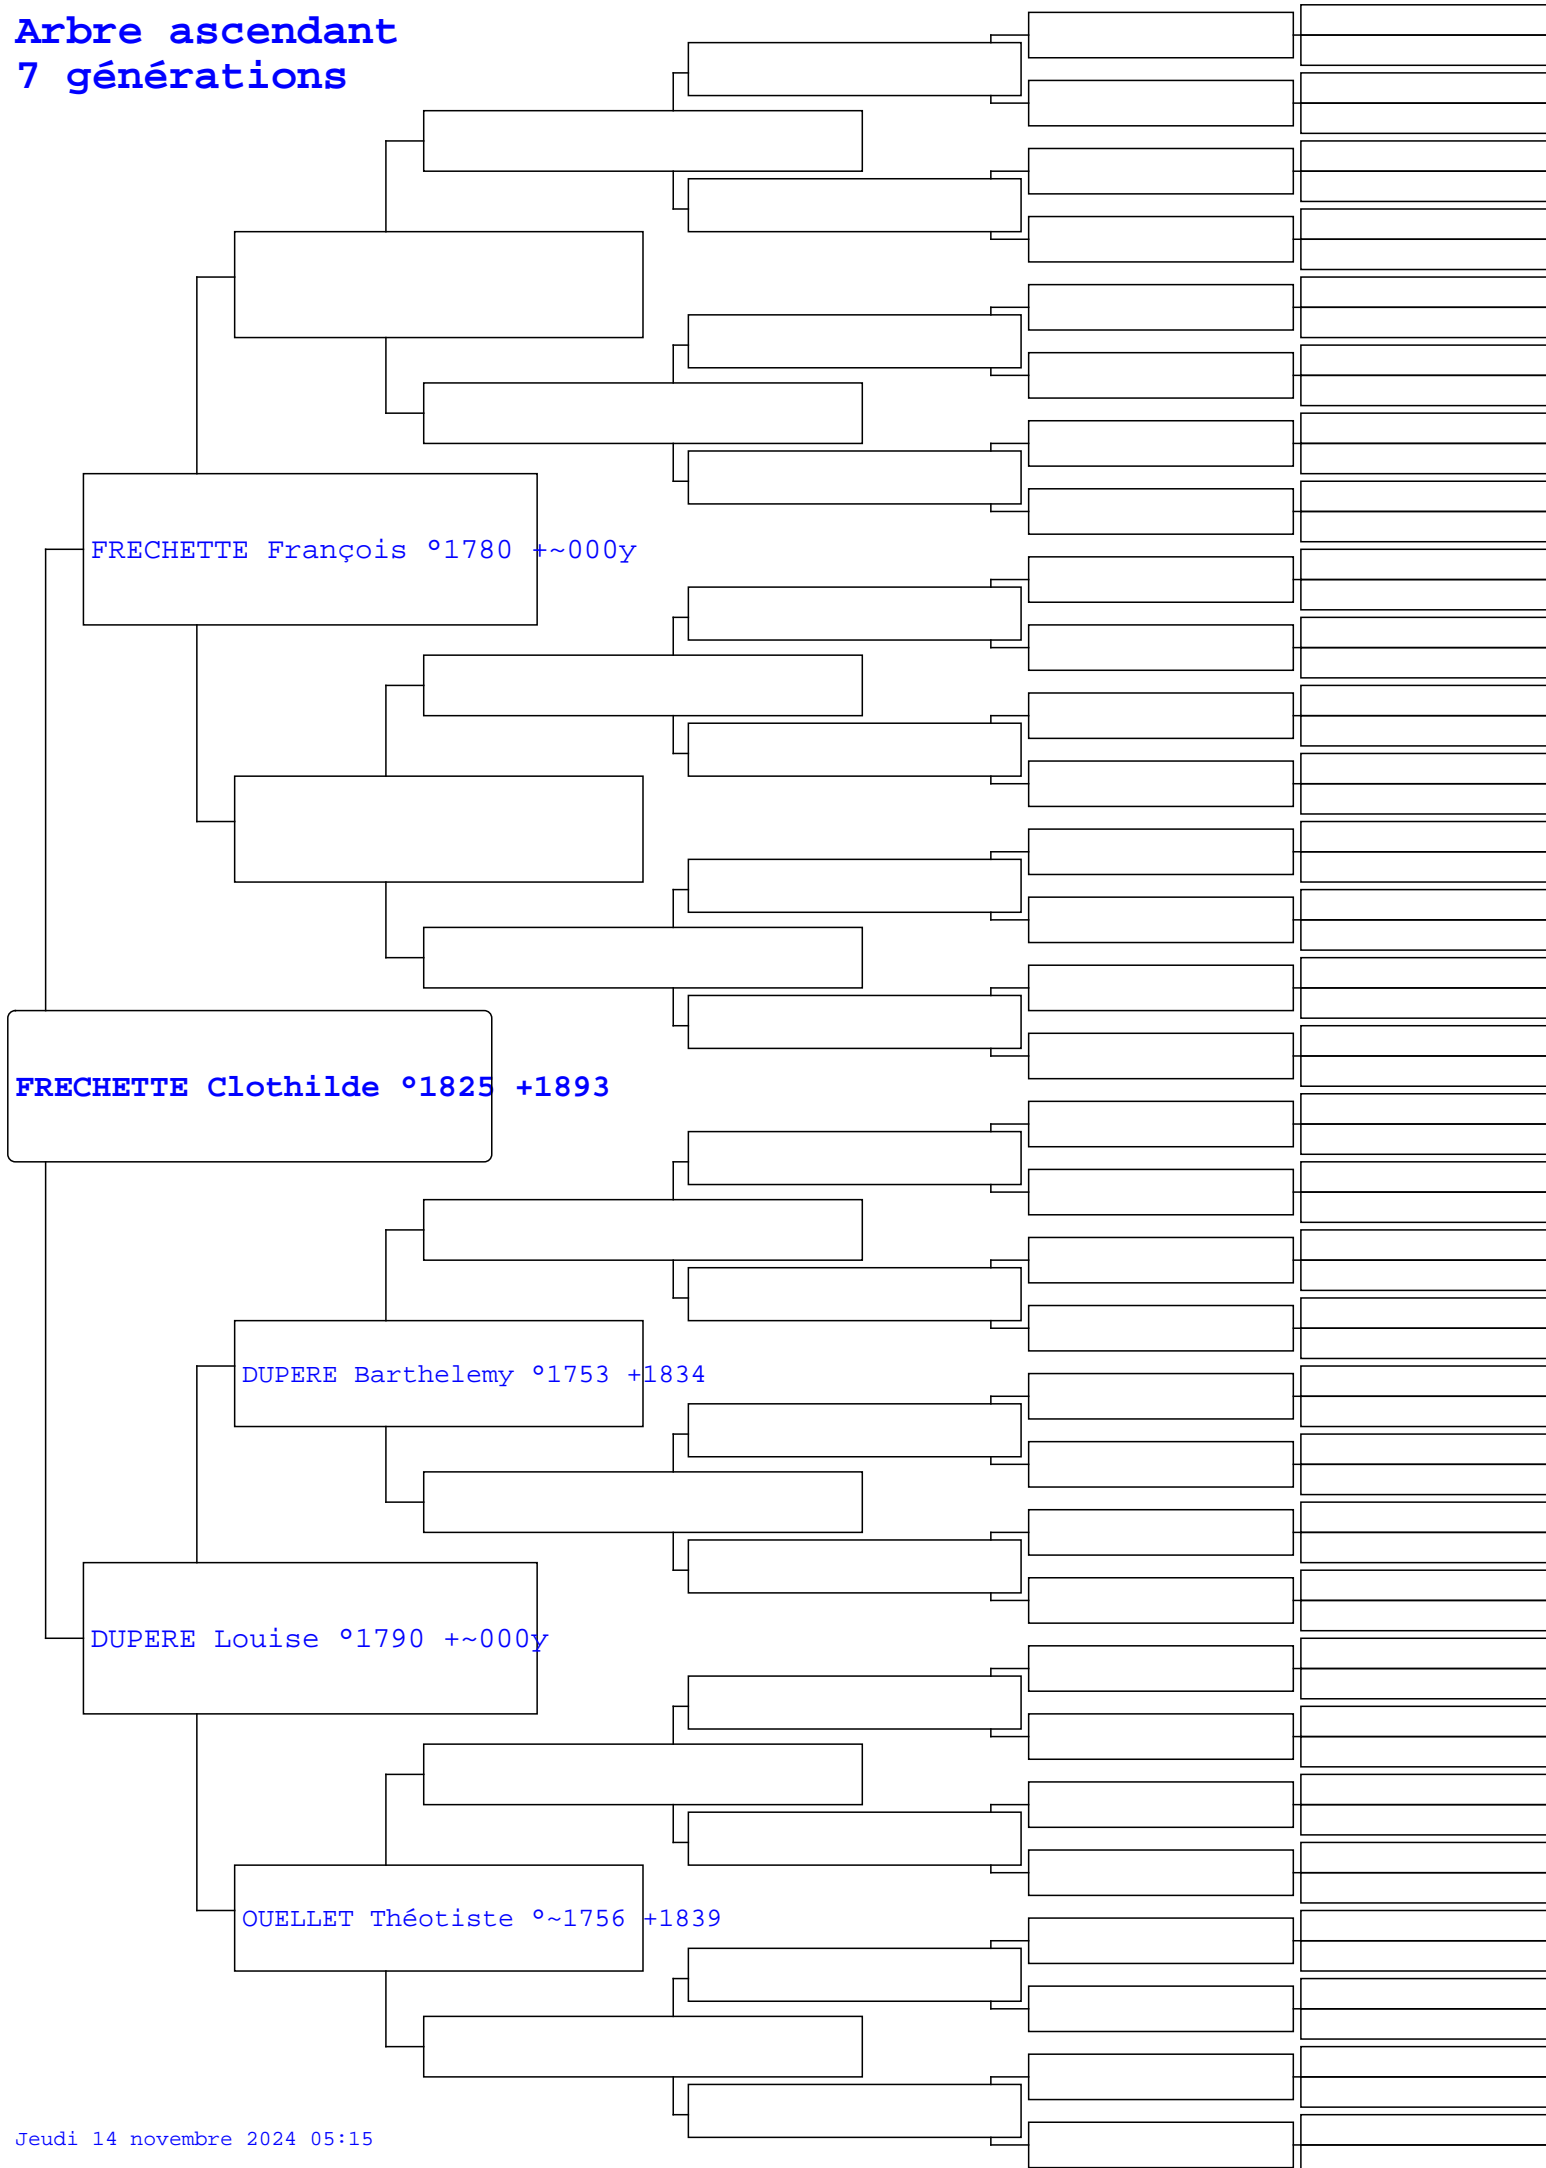 Arbre ascendant
7 générations
FRECHETTE François °1780 +~000y
FRECHETTE Clothilde °1825 +1893
DUPERE Barthelemy °1753 +1834
DUPERE Louise °1790 +~000y
OUELLET Théotiste °~1756 +1839
Jeudi 14 novembre 2024 05:15